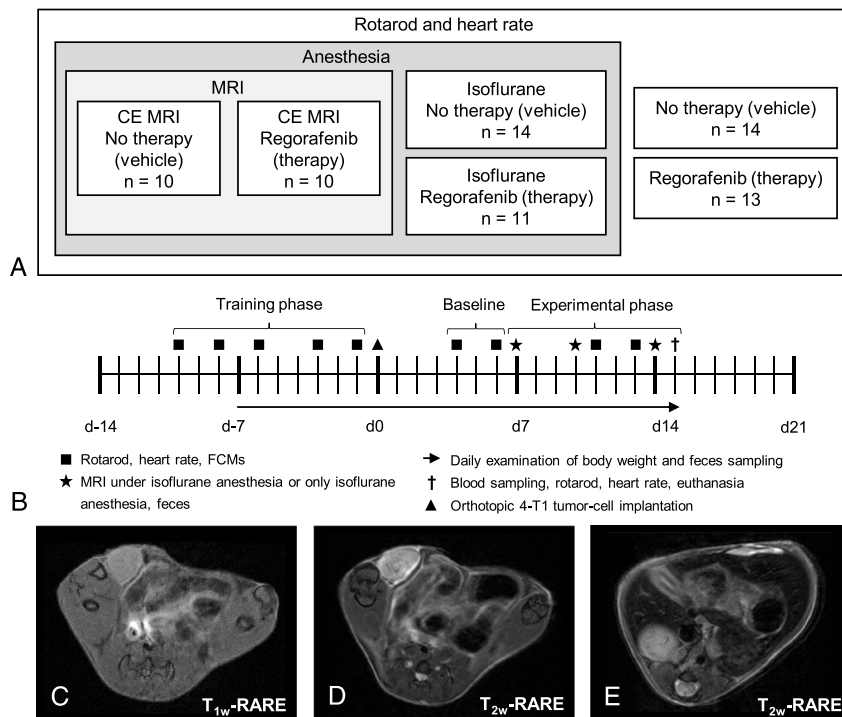 Rotarod and heart rate
Anesthesia
MRI
CE MRI
No therapy
(vehicle)
n = 10
CE MRI
Regorafenib
(therapy)
n = 10
Isoflurane
No therapy (vehicle)
n = 14
Isoflurane
Regorafenib (therapy)
n = 11
No therapy (vehicle)
n = 14
Regorafenib (therapy)
n = 13
A
Training phase
Baseline
Experimental phase
d-14
d-7
d0
d7
d14
d21
■ Rotarod, heart rate, FCMs
★ MRI under isoflurane anesthesia or only isoflurane
anesthesia, feces
→ Daily examination of body weight and feces sampling
† Blood sampling, rotarod, heart rate, euthanasia
▲ Orthotopic 4-T1 tumor-cell implantation
B
C
T1w-RARE
D
T2w-RARE
E
T2w-RARE